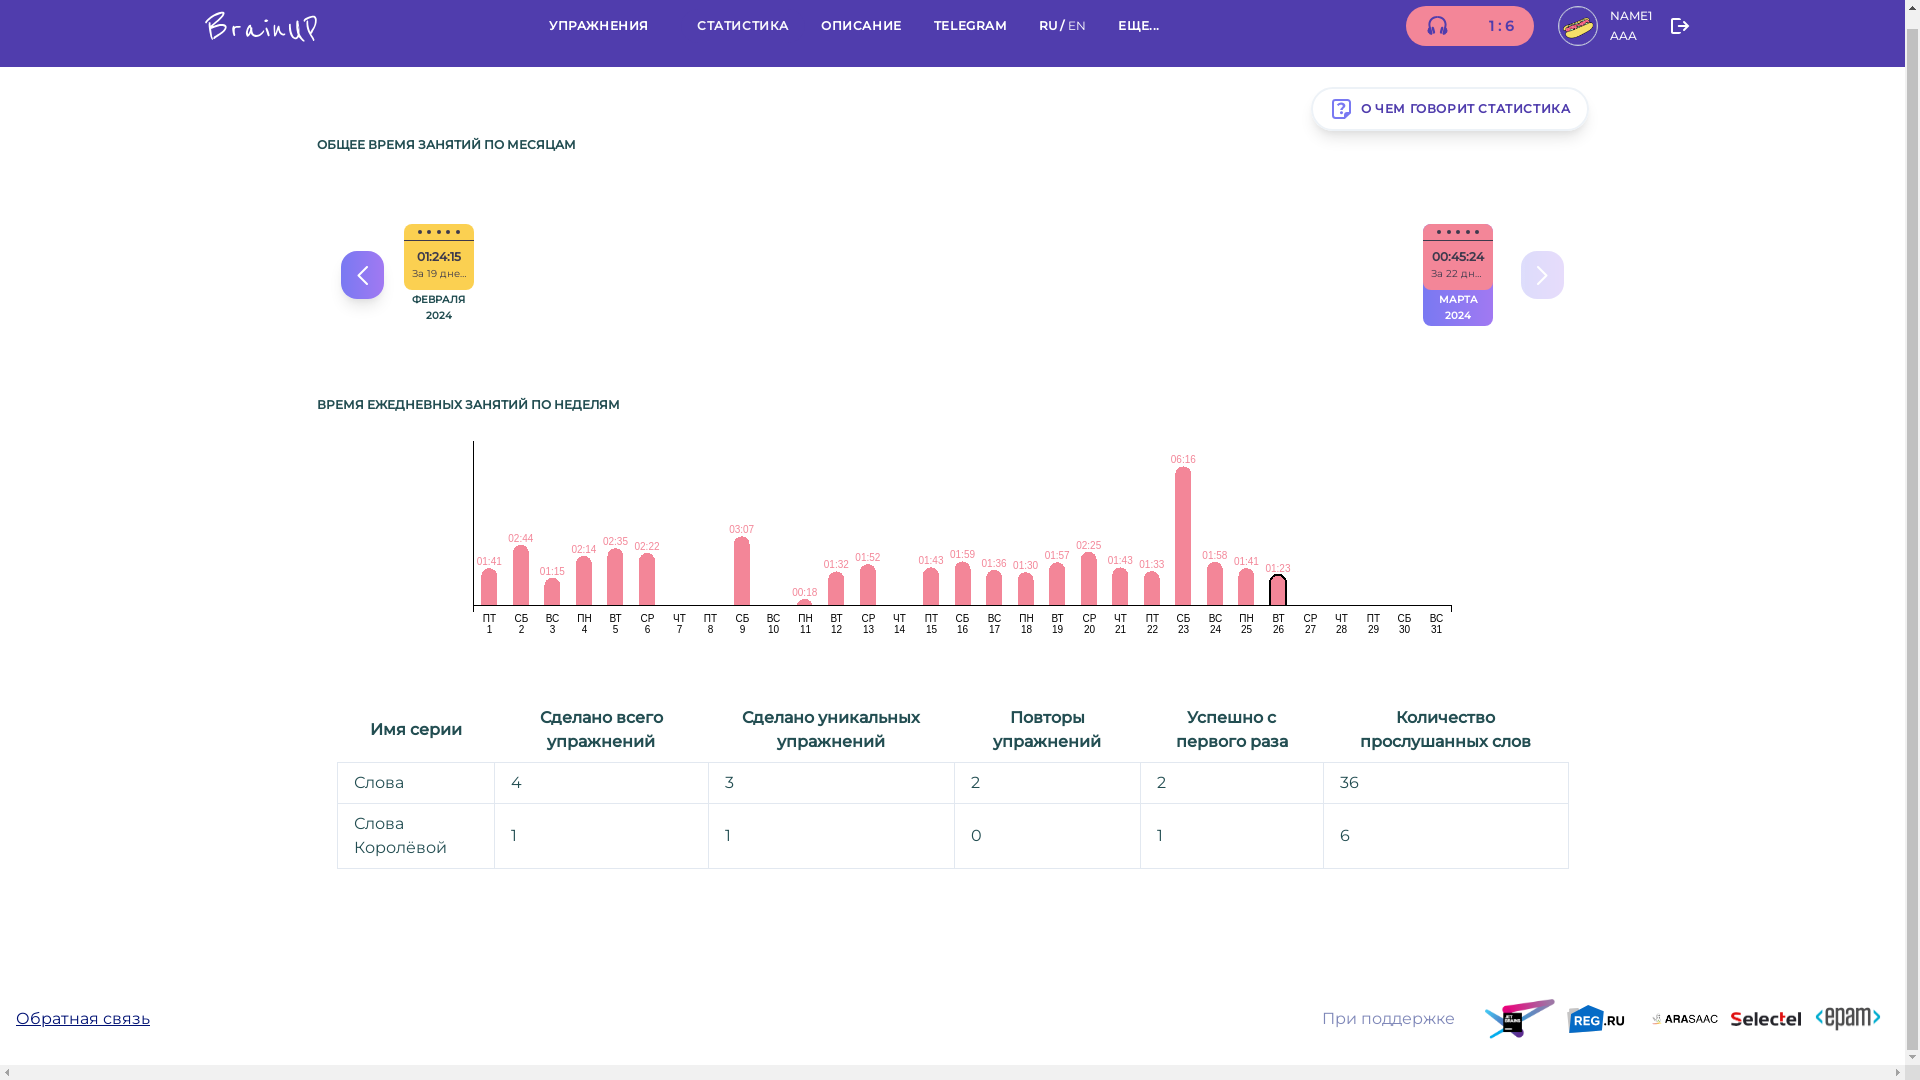 BrainUP
УПРАЖНЕНИЯ СТАТИСТИКА ОПИСАНИЕ TELEGRAM RU / EN ЕЩЕ...
1 : 6
NAME1
AAA
О ЧЕМ ГОВОРИТ СТАТИСТИКА
ОБЩЕЕ ВРЕМЯ ЗАНЯТИЙ ПО МЕСЯЦАМ
01:24:15
За 19 дне...
ФЕВРАЛЯ
2024
00:45:24
За 22 дн...
МАРТА
2024
ВРЕМЯ ЕЖЕДНЕВНЫХ ЗАНЯТИЙ ПО НЕДЕЛЯМ
01:41 02:44 01:15 02:14 02:35 02:22 03:07 00:18 01:32 01:52 01:43 01:59 01:36 01:30 01:57 02:25 01:43 01:33 06:16 01:58 01:41 01:23
ПТ СБ ВС ПН ВТ СР ЧТ ПТ СБ ВС ПН ВТ СР ЧТ ПТ СБ ВС ПН ВТ СР ЧТ ПТ СБ ВС ПН ВТ СР ЧТ ПТ СБ ВС
1 2 3 4 5 6 7 8 9 10 11 12 13 14 15 16 17 18 19 20 21 22 23 24 25 26 27 28 29 30 31
Имя серии
Сделано всего
упражнений
Сделано уникальных
упражнений
Повторы
упражнений
Успешно с
первого раза
Количество
прослушанных слов
Слова 4 3 2 2 36
Слова
Королёвой 1 1 0 1 6
Обратная связь
При поддержке
JET
BRAINS
REG.RU
ARASAAC
Selectel
<epam>